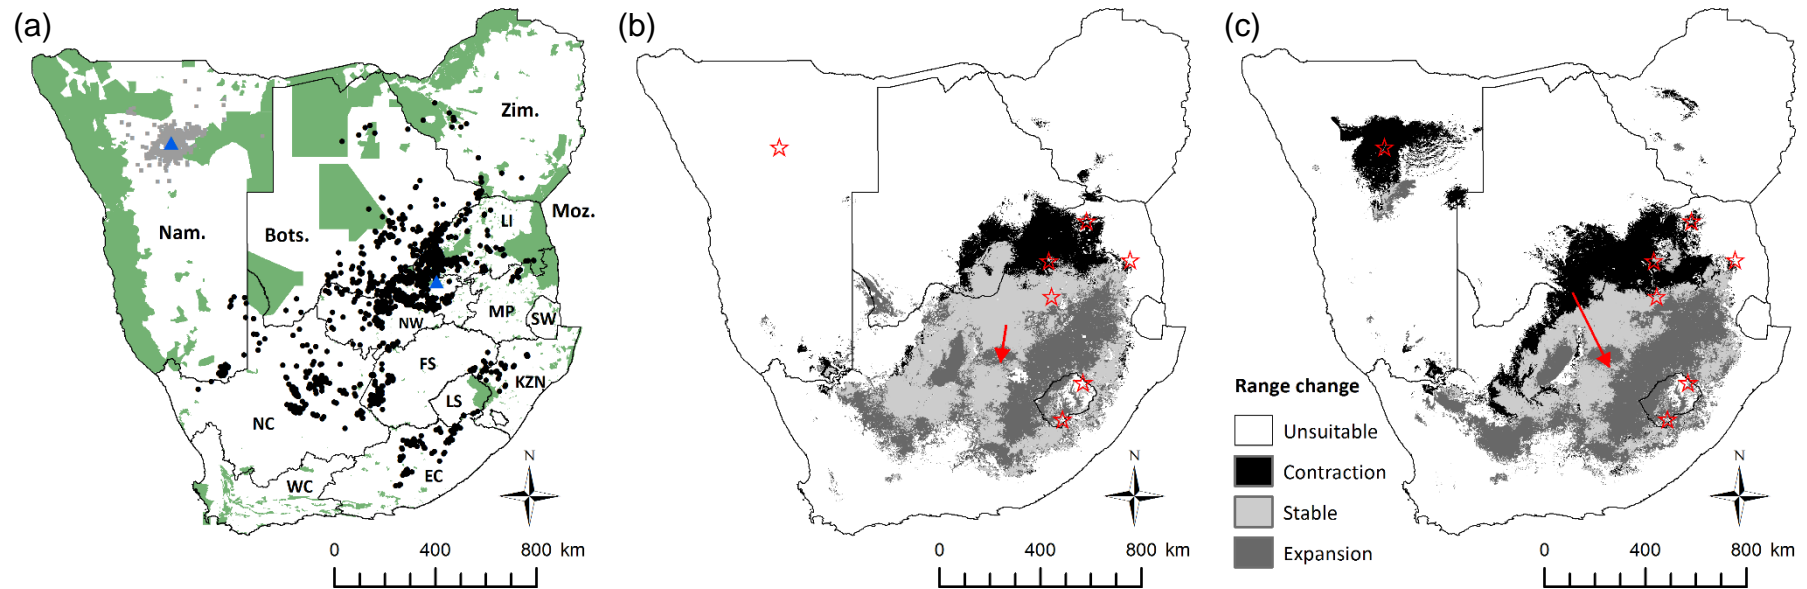 (a)
Zim.
Moz.
LI
Nam.
Bots.
MP
SW
NW
FS
KZN
LS
NC
EC
WC
N
0 400 800 km
(b)
N
0 400 800 km
(c)
Range change
Unsuitable
Contraction
Stable
Expansion
N
0 400 800 km